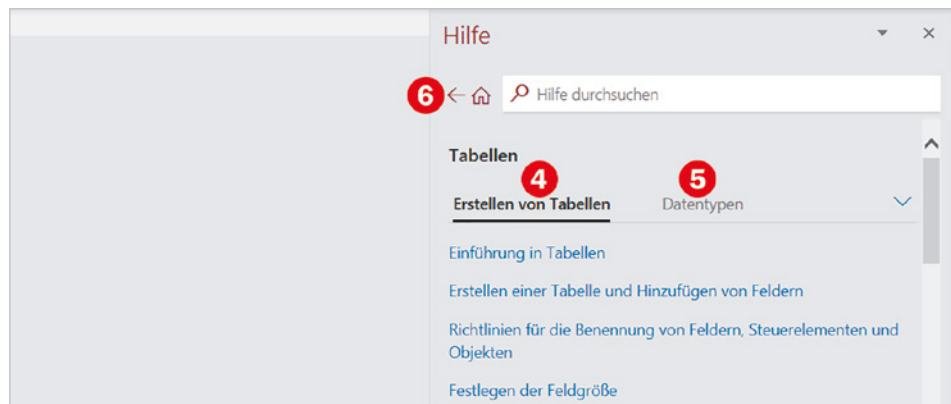 Hilfe
6
Hilfe durchsuchen
Tabellen
4
5
Erstellen von Tabellen
Datentypen
Einführung in Tabellen
Erstellen einer Tabelle und Hinzufügen von Feldern
Richtlinien für die Benennung von Feldern, Steuerelementen und
Objekten
Festlegen der Feldgröße